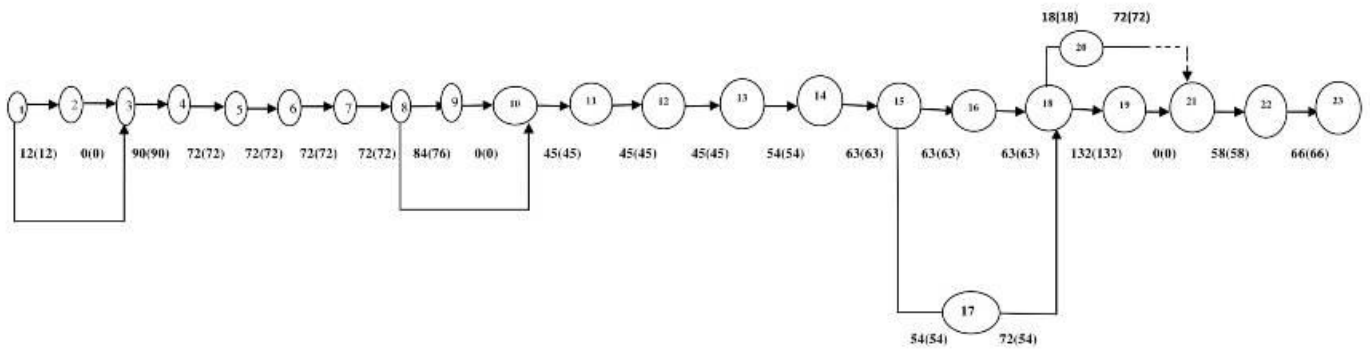 18(18) 72(72)
20
1 2 3 4 5 6 7 8 9 10 11 12 13 14 15 16 18 19 21 22 23
12(12) 0(0) 90(90) 72(72) 72(72) 72(72) 72(72) 84(76) 0(0) 45(45) 45(45) 45(45) 54(54) 63(63) 63(63) 63(63) 132(132) 0(0) 58(58) 66(66)
17
54(54) 72(54)